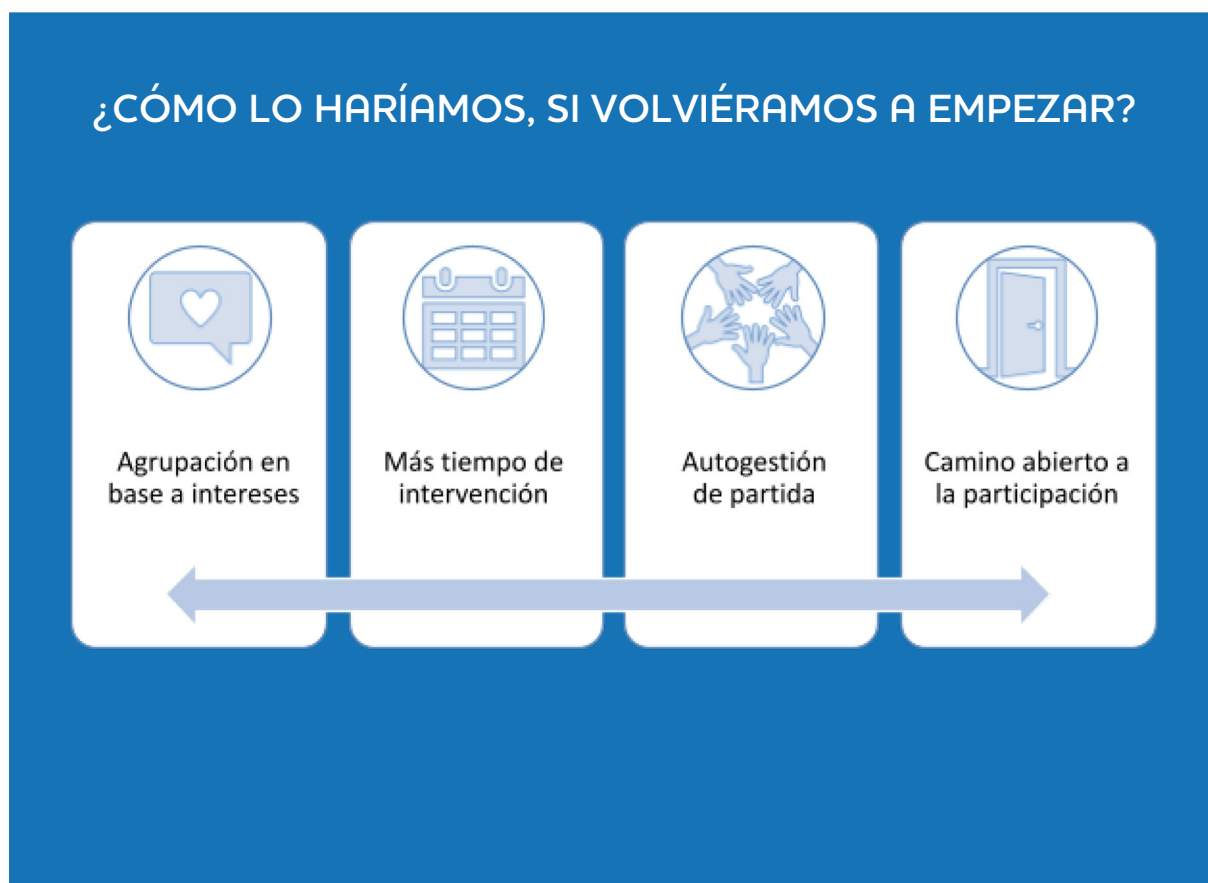 ¿CÓMO LO HARÍAMOS, SI VOLVIÉRAMOS A EMPEZAR?
Agrupación en
base a intereses
Más tiempo de
intervención
Autogestión
de partida
Camino abierto a
la participación